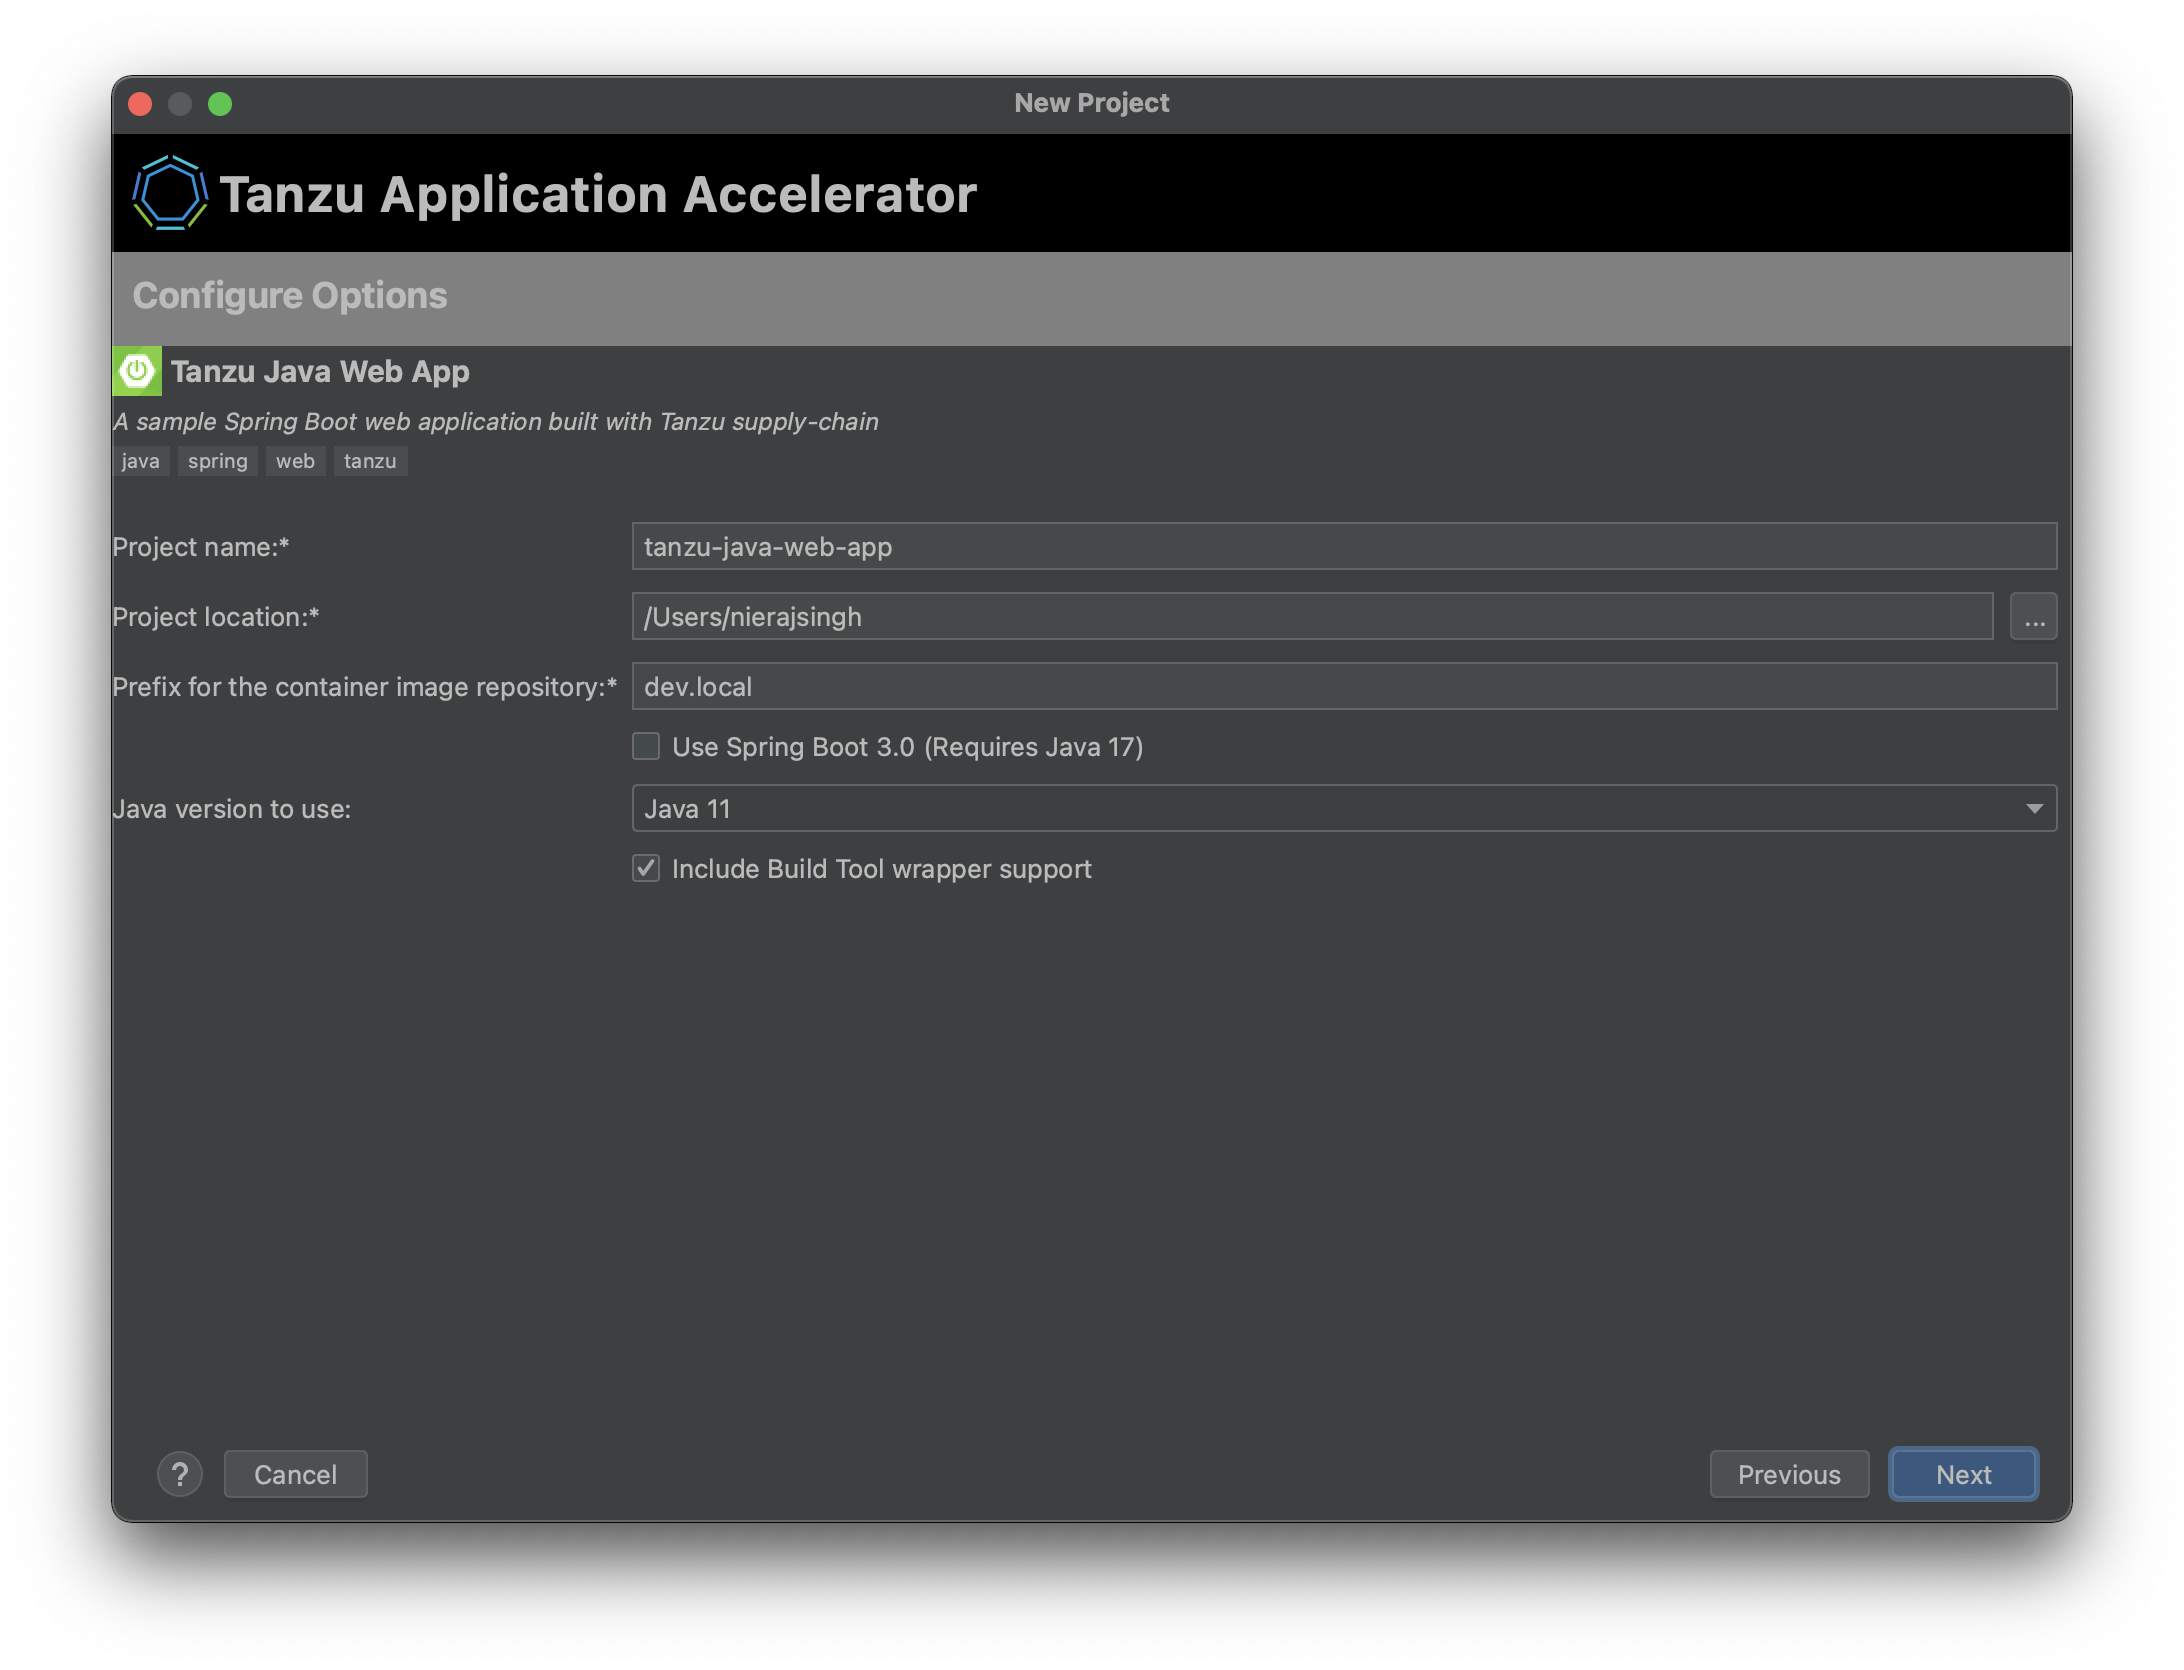 New Project
Tanzu Application Accelerator
Configure Options
Tanzu Java Web App
A sample Spring Boot web application built with Tanzu supply-chain
java spring web tanzu
Project name:* tanzu-java-web-app
Project location:* /Users/nierajsingh ...
Prefix for the container image repository:* dev.local
Use Spring Boot 3.0 (Requires Java 17)
Java version to use: Java 11
Include Build Tool wrapper support
? Cancel Previous Next